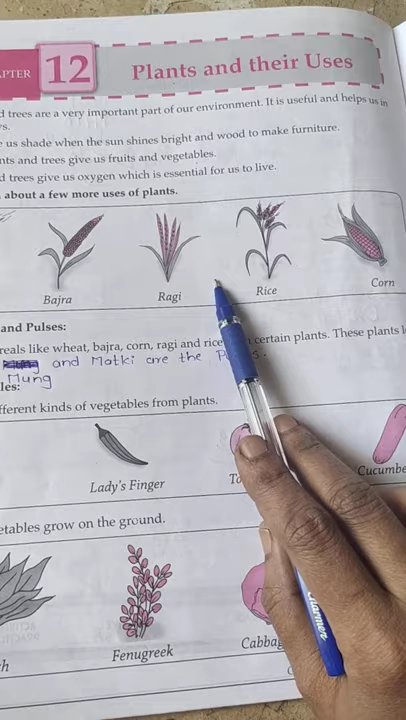 APTER 12 Plants and their Uses
d trees are a very important part of our environment. It is useful and helps us in
ys.
e us shade when the sun shines bright and wood to make furniture.
nts and trees give us fruits and vegetables.
d trees give us oxygen which is essential for us to live.
about a few more uses of plants.
Bajra Ragi Rice Corn
and Pulses:
reals like wheat, bajra, corn, ragi and rice certain plants. These plants
and Matki are the
Mung
les:
fferent kinds of vegetables from plants.
Lady's Finger To Cucumbe
etables grow on the ground.
h Fenugreek Cabbag